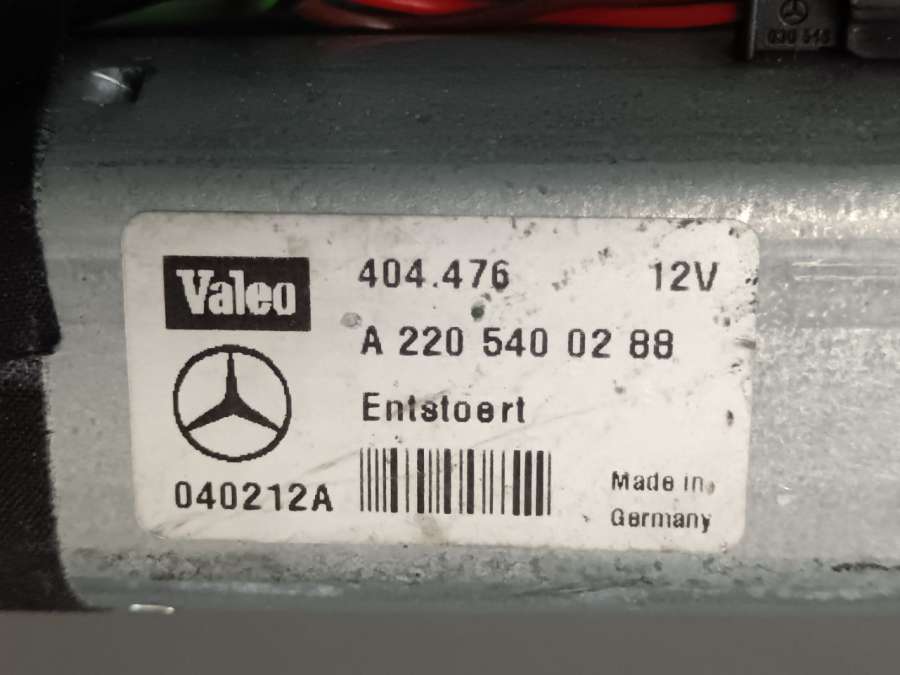 Valeo
404.476
12V
A 220 540 02 88
Entstoert
040212A
Made in
Germany